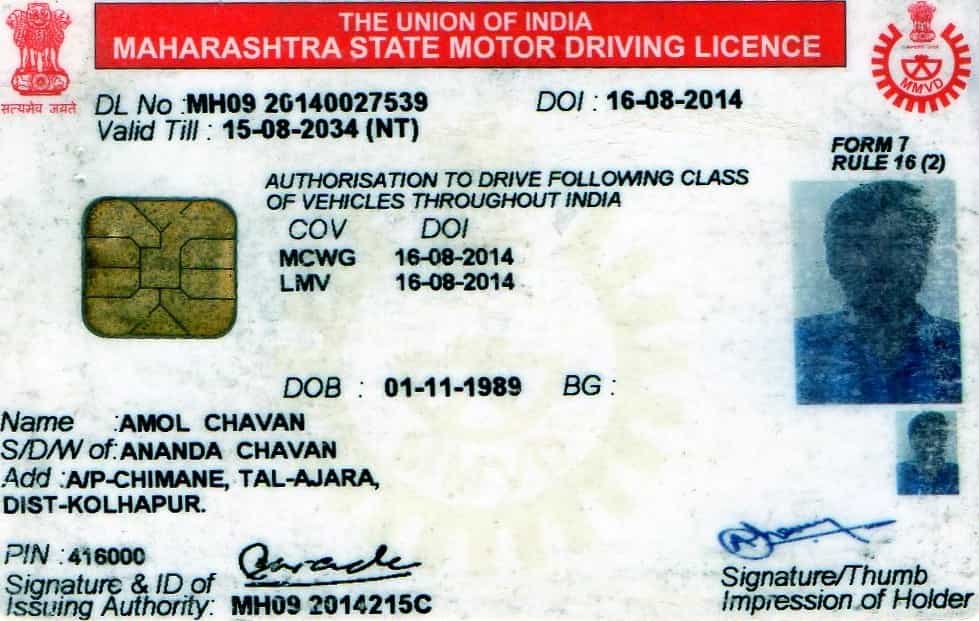 THE UNION OF INDIA
MAHARASHTRA STATE MOTOR DRIVING LICENCE
सत्यमेव जयते
MMVD
DL No :MH09 20140027539 DOI : 16-08-2014
Valid Till : 15-08-2034 (NT)
FORM 7
RULE 16 (2)
AUTHORISATION TO DRIVE FOLLOWING CLASS
OF VEHICLES THROUGHOUT INDIA
COV DOI
MCWG 16-08-2014
LMV 16-08-2014
DOB : 01-11-1989 BG :
Name :AMOL CHAVAN
S/D/W of:ANANDA CHAVAN
Add :A/P-CHIMANE, TAL-AJARA,
DIST-KOLHAPUR.
PIN :416000
Signature & ID of
Issuing Authority: MH09 2014215C
Signature/Thumb
Impression of Holder